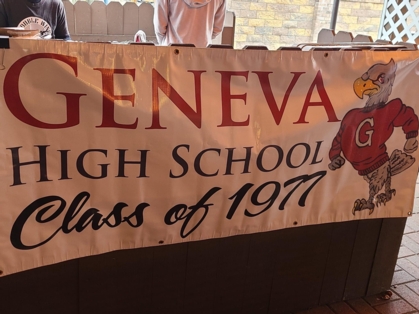 GENEVA
HIGH SCHOOL
Class of 1977
G